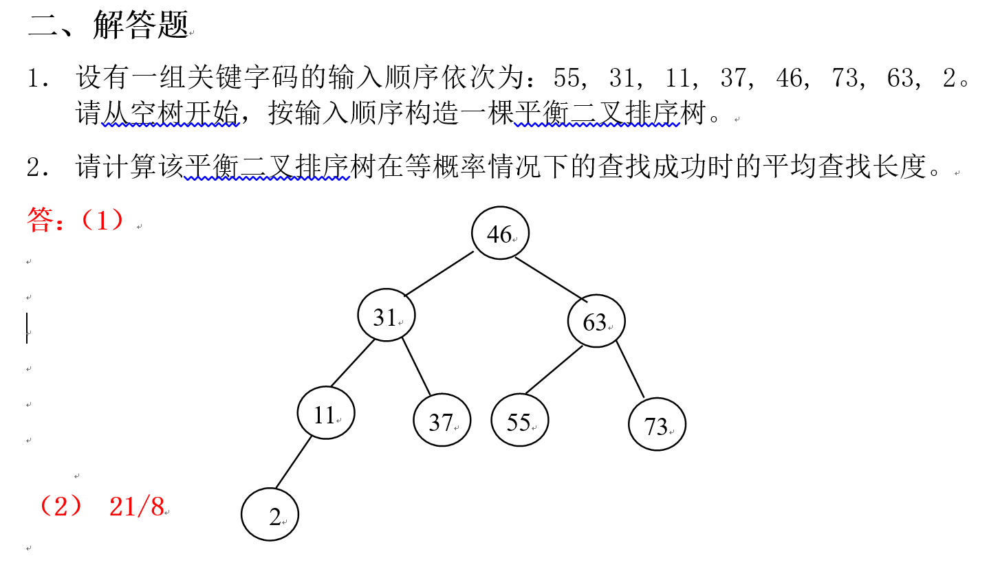 二、解答题
1. 设有一组关键字码的输入顺序依次为：55, 31, 11, 37, 46, 73, 63, 2。
请从空树开始，按输入顺序构造一棵平衡二叉排序树。
2. 请计算该平衡二叉排序树在等概率情况下的查找成功时的平均查找长度。
答：（1）
46
31
63
11
37
55
73
（2） 21/8
2